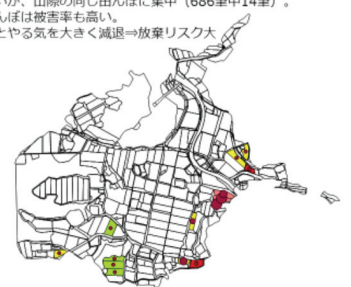 いが、山際の同じ田んぼに集中（686筆中14筆）。
んぼは被害率も高い。
とやる気を大きく減退⇒放棄リスク大